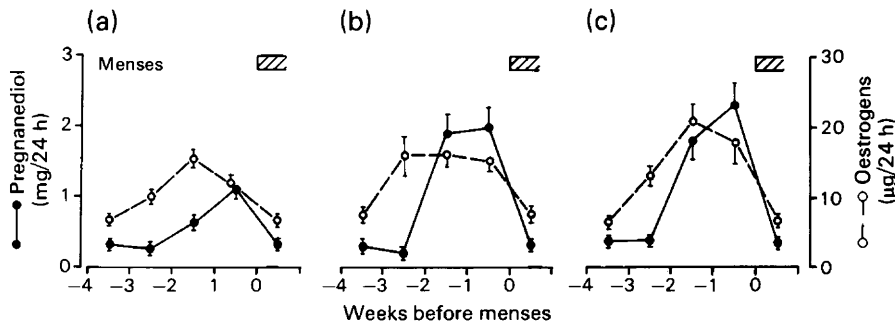 (a)
(b)
(c)
3
2
1
0
Menses
30
20
10
0
Pregnanediol
(mg/24 h)
Oestrogens
(µg/24 h)
−4 −3 −2 −1 0
−4 −3 −2 −1 0
−4 −3 −2 −1 0
Weeks before menses